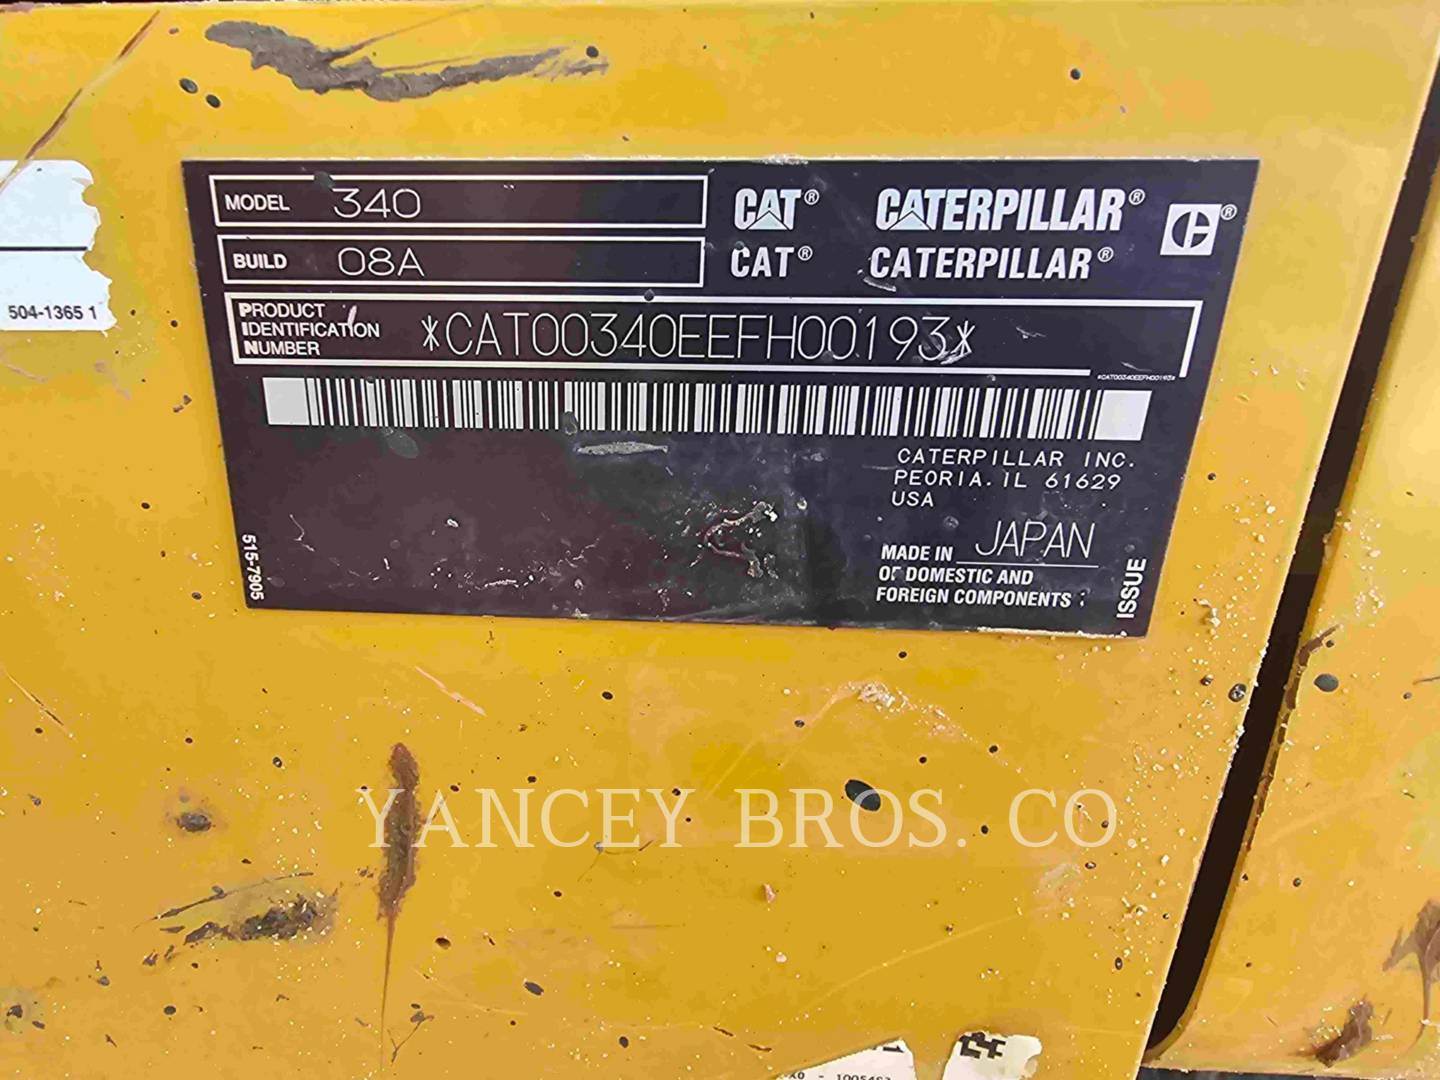 MODEL 340
BUILD 08A
CAT® CATERPILLAR® ®
CAT® CATERPILLAR®
PRODUCT
IDENTIFICATION
NUMBER
*CAT00340EEFH00193*
*CAT00340EEFH00193*
CATERPILLAR INC.
PEORIA. IL 61629
USA
MADE IN JAPAN
OF DOMESTIC AND
FOREIGN COMPONENTS
ISSUE
515-7905
504-1365 1
YANCEY BROS. CO.